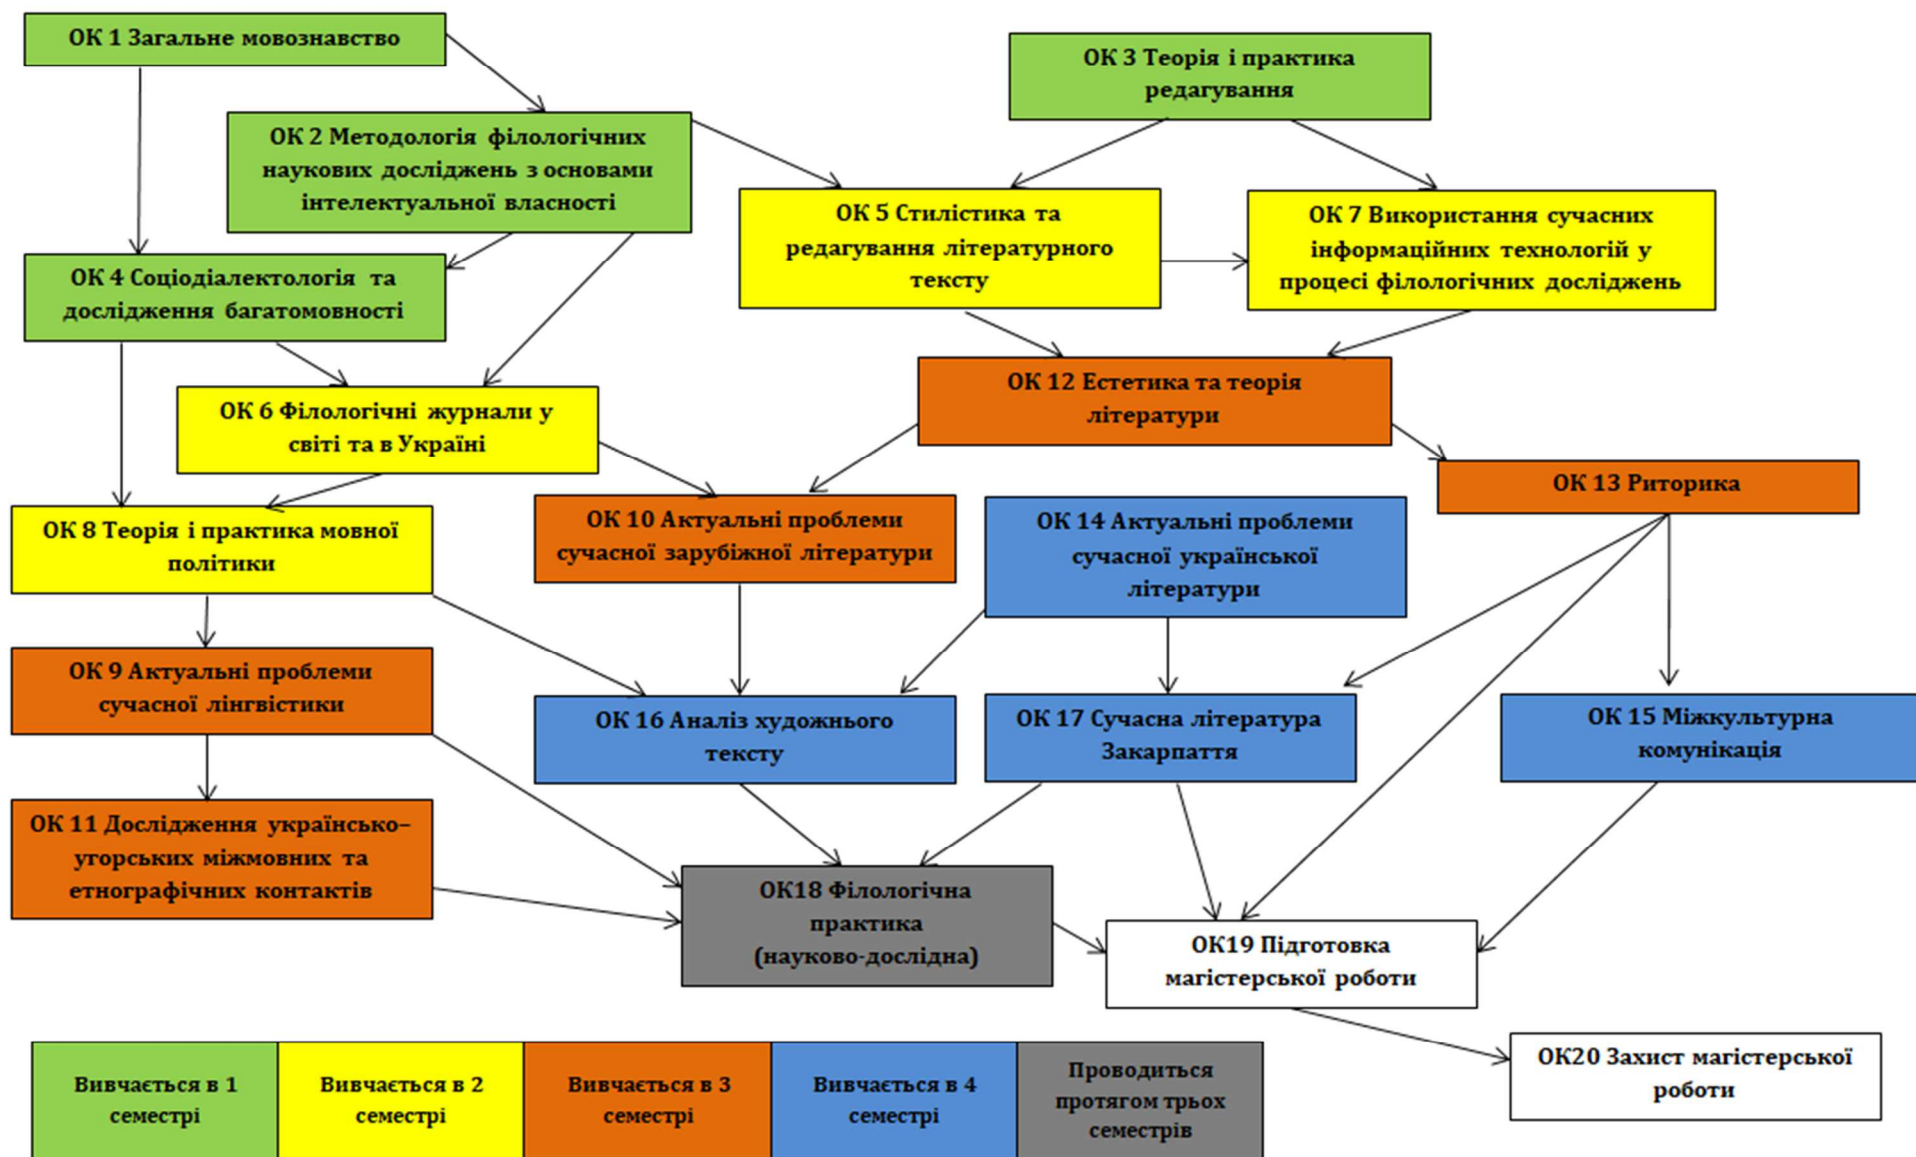 ОК 1 Загальне мовознавство
ОК 3 Теорія і практика
редагування
ОК 2 Методологія філологічних
наукових досліджень з основами
інтелектуальної власності
ОК 5 Стилістика та
редагування літературного
тексту
ОК 7 Використання сучасних
інформаційних технологій у
процесі філологічних досліджень
ОК 4 Соціодіалектологія та
дослідження багатомовності
ОК 12 Естетика та теорія
літератури
ОК 6 Філологічні журнали у
світі та в Україні
ОК 13 Риторика
ОК 8 Теорія і практика мовної
політики
ОК 10 Актуальні проблеми
сучасної зарубіжної літератури
ОК 14 Актуальні проблеми
сучасної української
літератури
ОК 9 Актуальні проблеми
сучасної лінгвістики
ОК 16 Аналіз художнього
тексту
ОК 17 Сучасна література
Закарпаття
ОК 15 Міжкультурна
комунікація
ОК 11 Дослідження українсько–
угорських міжмовних та
етнографічних контактів
ОК18 Філологічна
практика
(науково-дослідна)
ОК19 Підготовка
магістерської роботи
ОК20 Захист магістерської
роботи
Вивчається в 1
семестрі
Вивчається в 2
семестрі
Вивчається в 3
семестрі
Вивчається в 4
семестрі
Проводиться
протягом трьох
семестрів